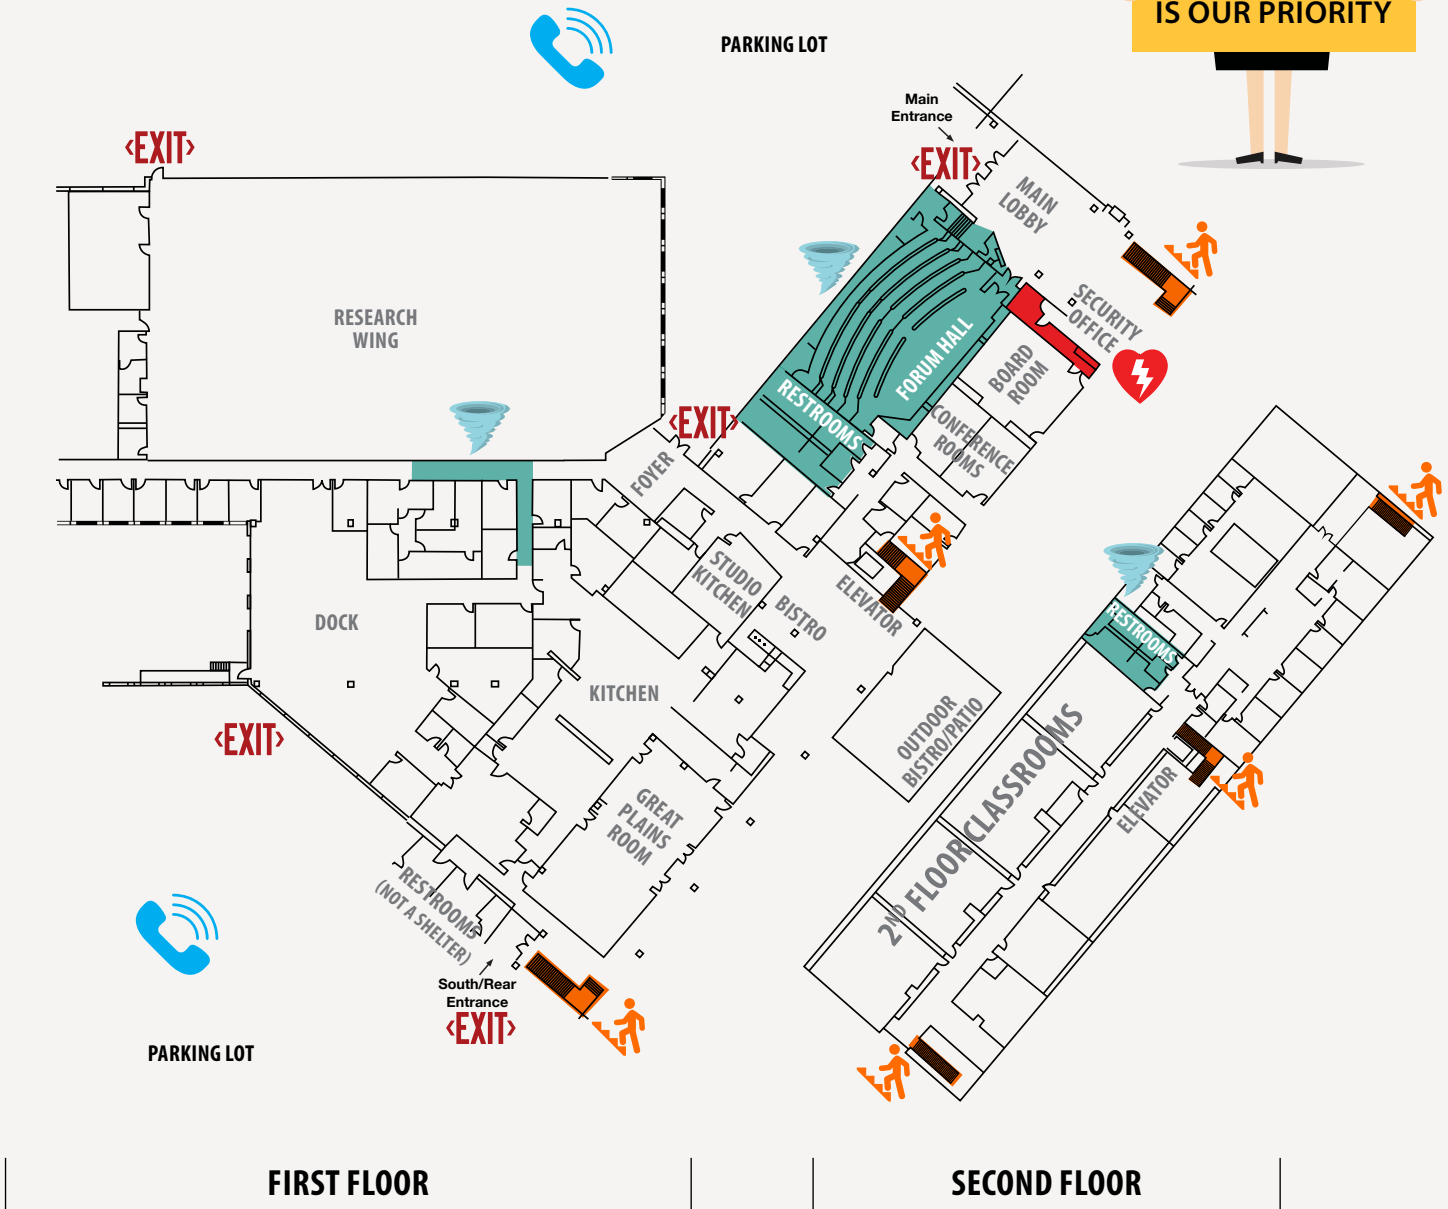 IS OUR PRIORITY
PARKING LOT
Main
Entrance
EXIT
EXIT
MAIN
LOBBY
RESEARCH
WING
SECURITY
OFFICE
BOARD
ROOM
FORUM HALL
RESTROOMS
CONFERENCE
ROOMS
EXIT
FOYER
STUDIO
KITCHEN
BISTRO
ELEVATOR
DOCK
KITCHEN
EXIT
OUTDOOR
BISTRO/PATIO
GREAT
PLAINS
ROOM
RESTROOMS
(NOT A SHELTER)
South/Rear
Entrance
EXIT
PARKING LOT
RESTROOMS
2ND FLOOR CLASSROOMS
ELEVATOR
FIRST FLOOR
SECOND FLOOR